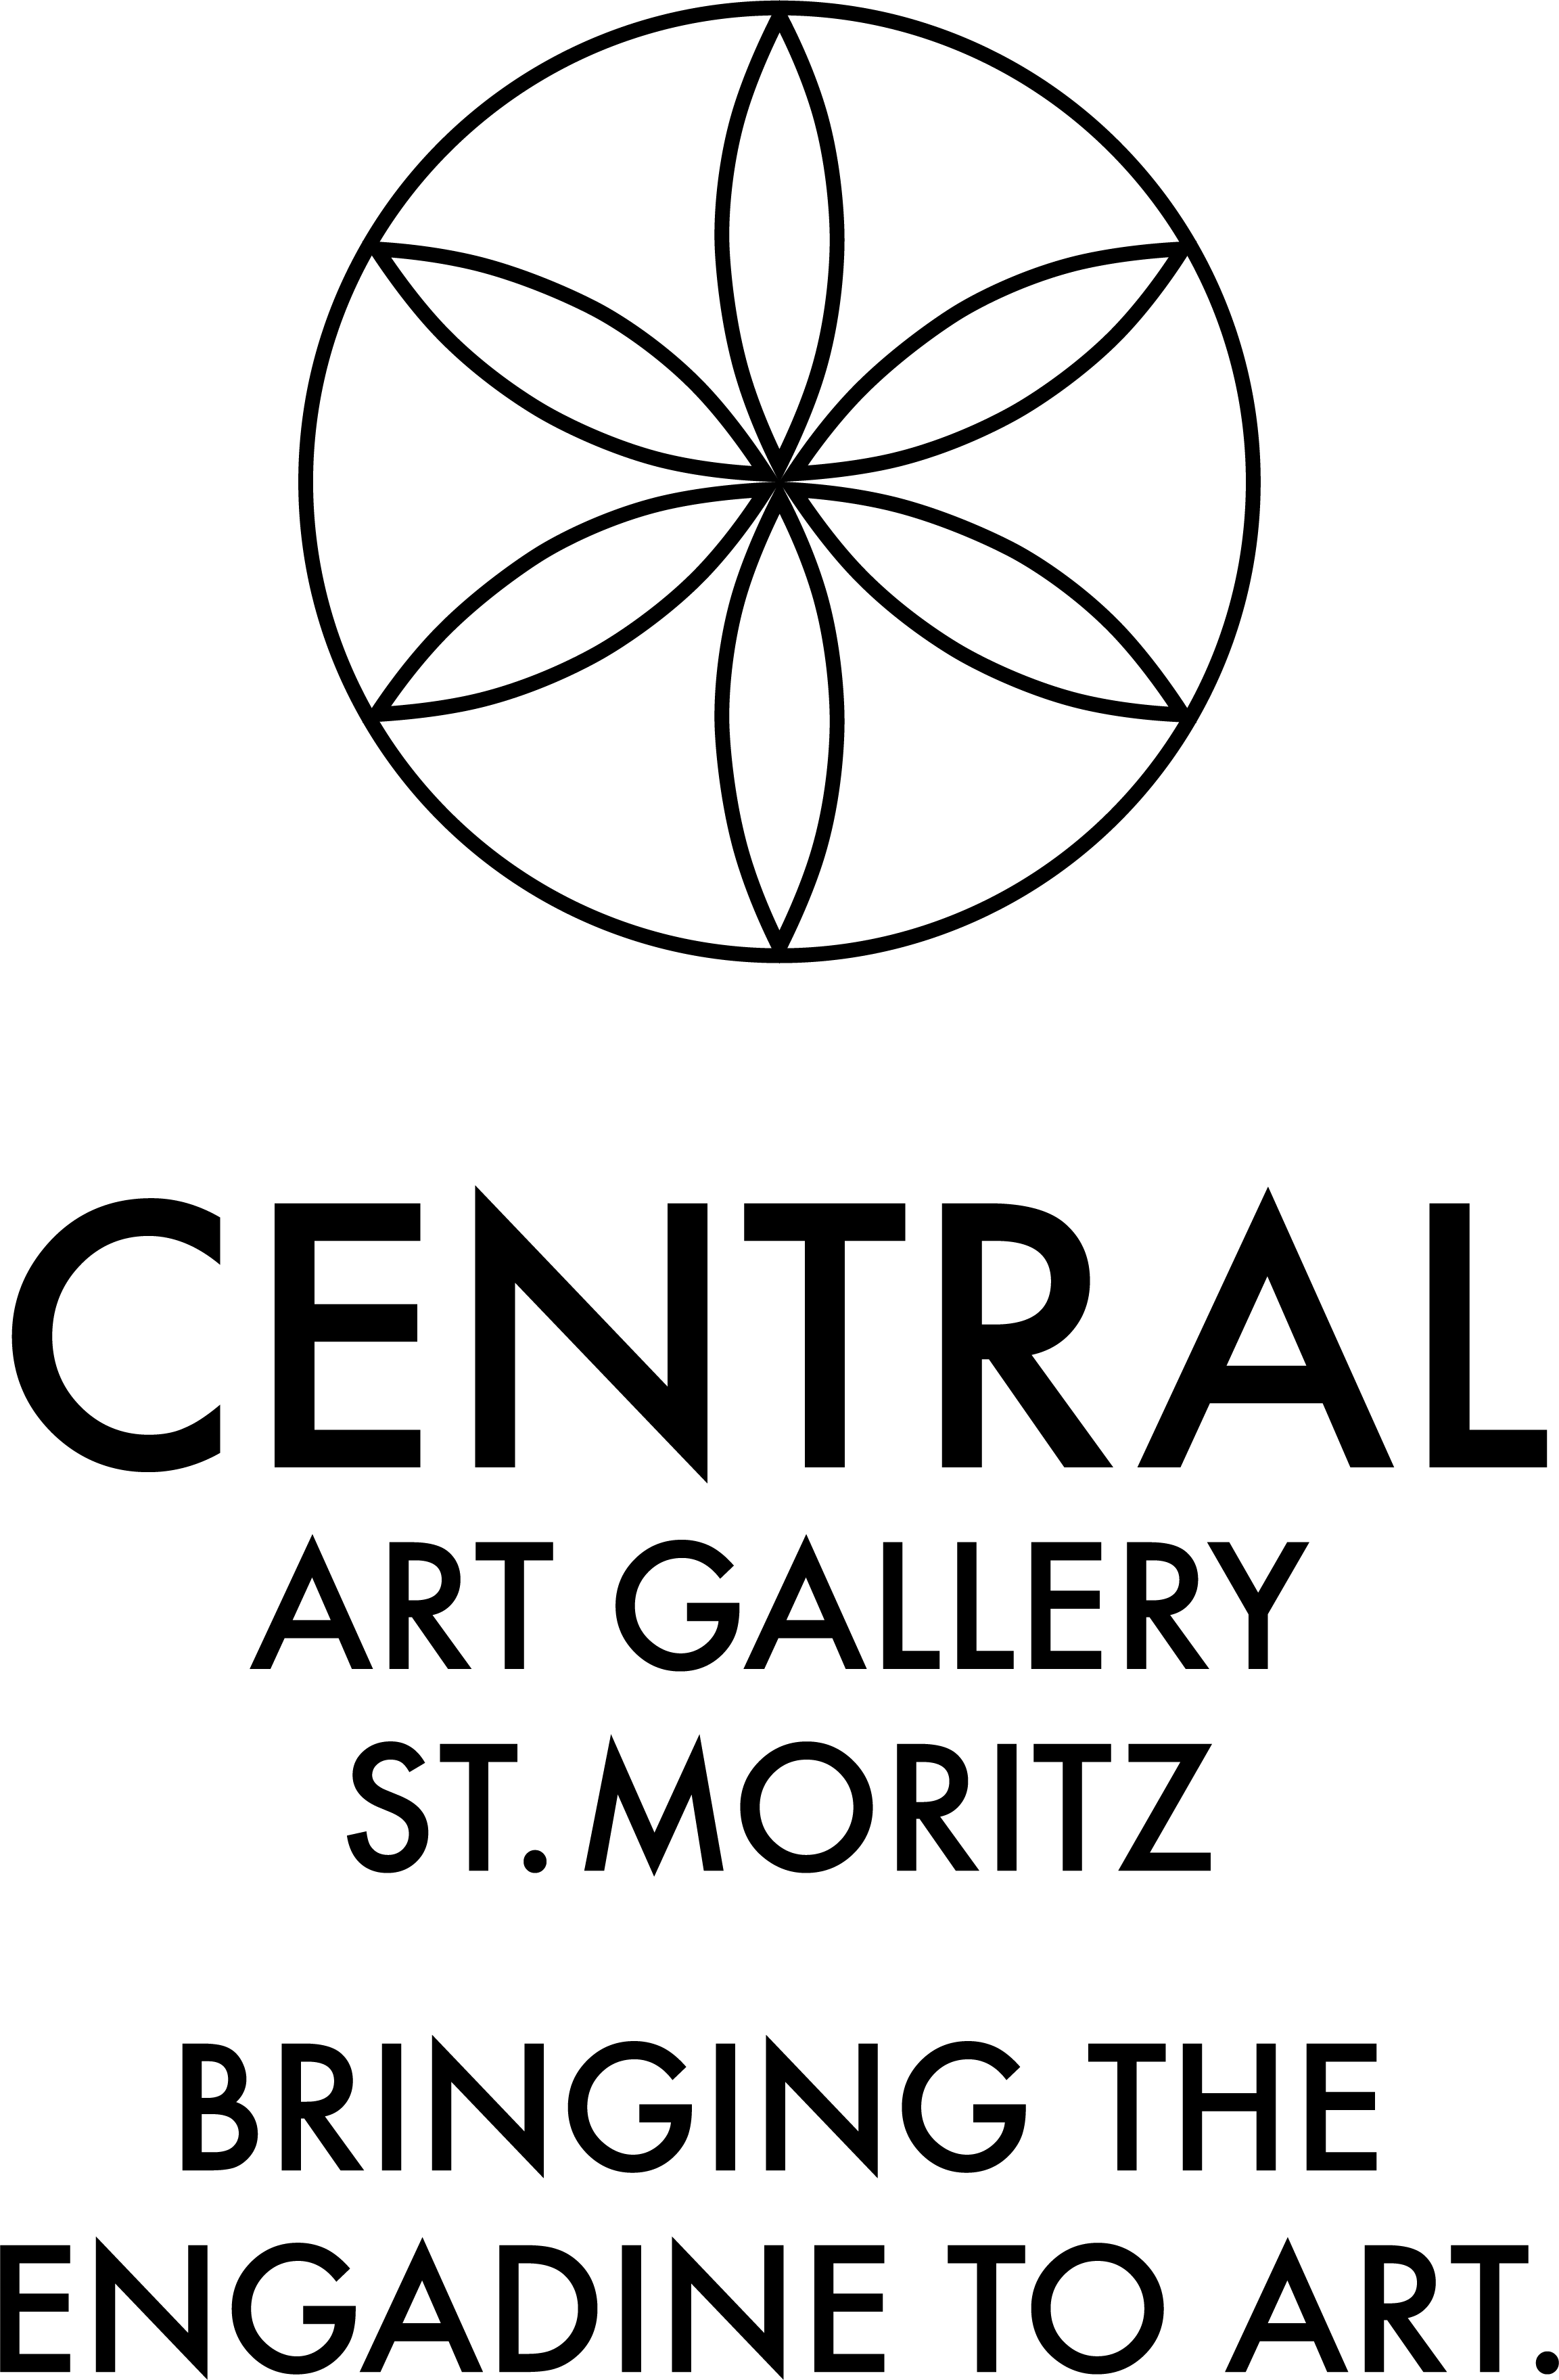 CENTRAL
ART GALLERY
ST. MORITZ
BRINGING THE
ENGADINE TO ART.